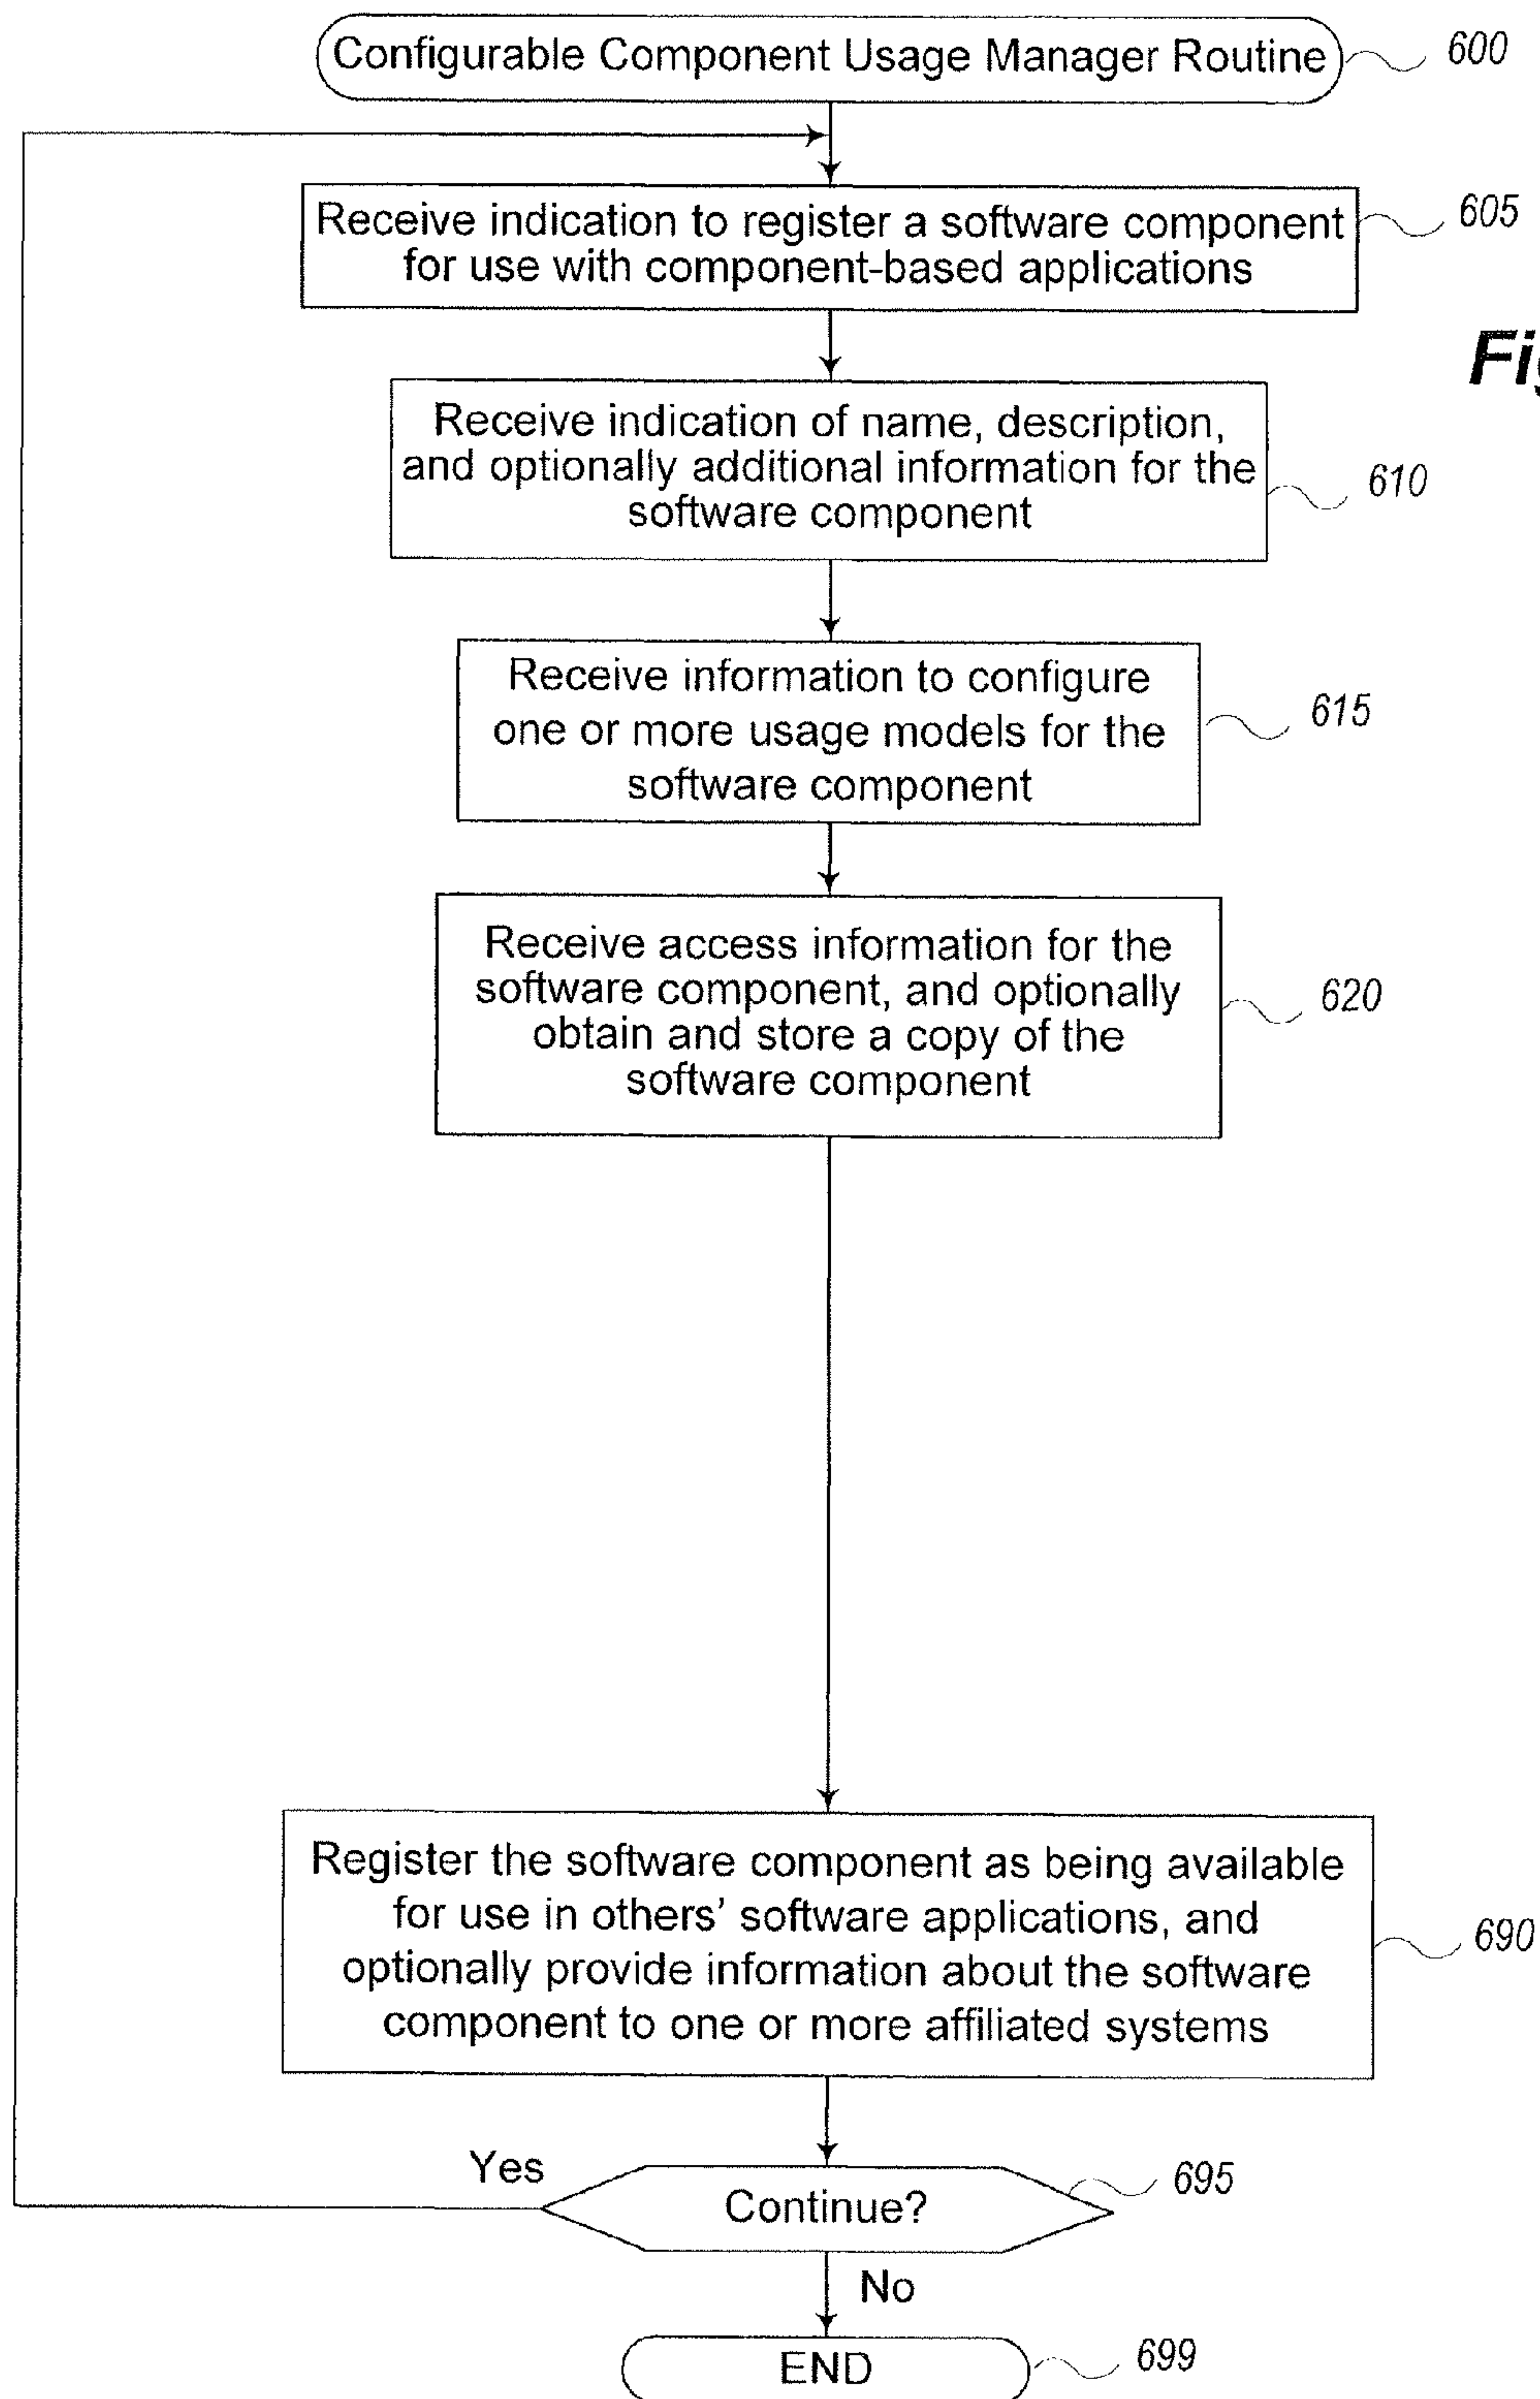 Configurable Component Usage Manager Routine
600
Receive indication to register a software component
for use with component-based applications
605
Receive indication of name, description,
and optionally additional information for the
software component
610
Receive information to configure
one or more usage models for the
software component
615
Receive access information for the
software component, and optionally
obtain and store a copy of the
software component
620
Register the software component as being available
for use in others' software applications, and
optionally provide information about the software
component to one or more affiliated systems
690
Yes
Continue?
695
No
END
699